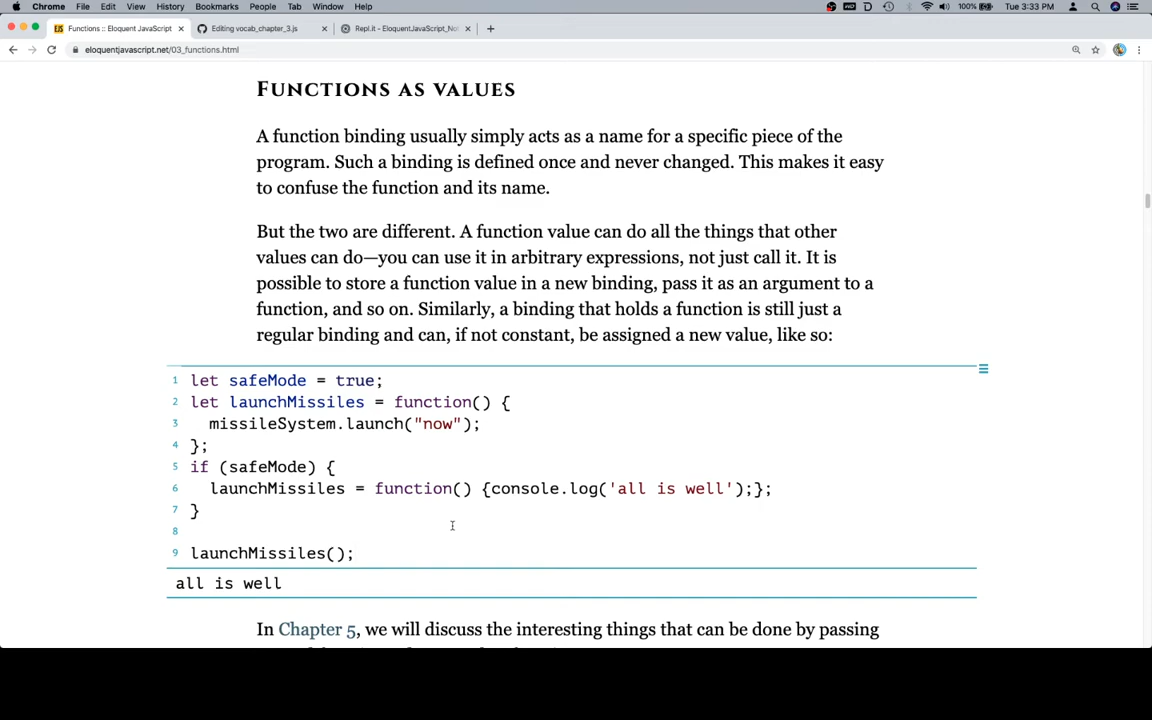 Chrome File Edit View History Bookmarks People Tab Window Help 100% Tue 3:33 PM
Functions :: Eloquent JavaScript Editing vocab_chapter_3.js Repl.it - EloquentJavaScript_No
eloquentjavascript.net/03_functions.html
FUNCTIONS AS VALUES
A function binding usually simply acts as a name for a specific piece of the
program. Such a binding is defined once and never changed. This makes it easy
to confuse the function and its name.
But the two are different. A function value can do all the things that other
values can do—you can use it in arbitrary expressions, not just call it. It is
possible to store a function value in a new binding, pass it as an argument to a
function, and so on. Similarly, a binding that holds a function is still just a
regular binding and can, if not constant, be assigned a new value, like so:
1 let safeMode = true;
2 let launchMissiles = function() {
3 missileSystem.launch("now");
4 };
5 if (safeMode) {
6 launchMissiles = function() {console.log('all is well');};
7 }
8
9 launchMissiles();
all is well
In Chapter 5, we will discuss the interesting things that can be done by passing